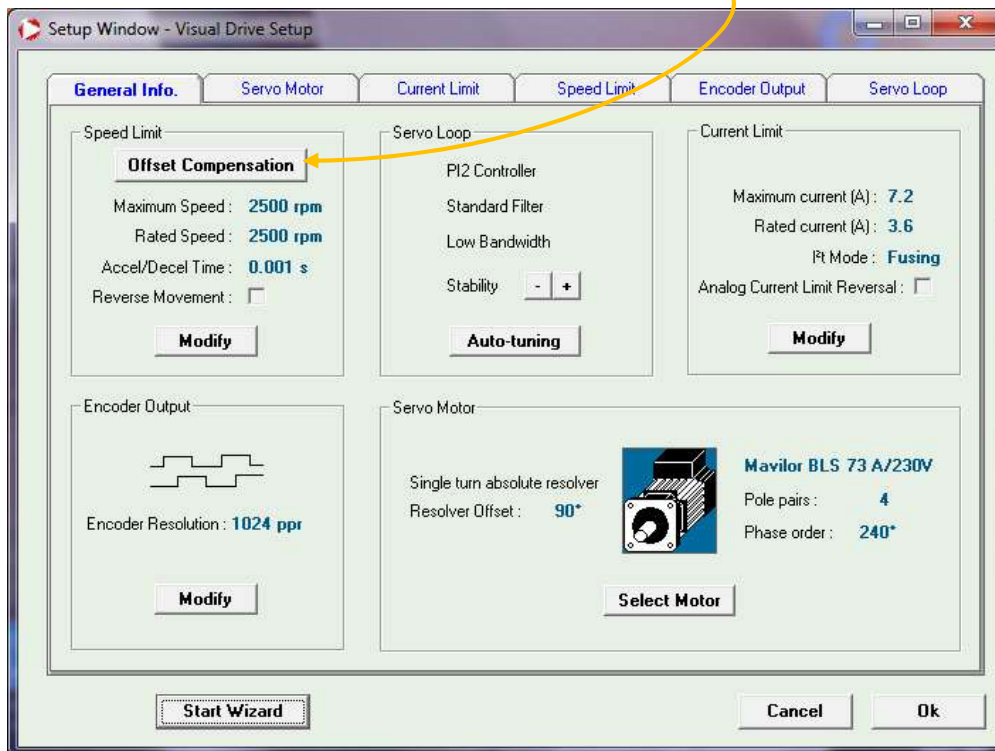 Setup Window - Visual Drive Setup
General Info.
Servo Motor
Current Limit
Speed Limit
Encoder Output
Servo Loop
Speed Limit
Offset Compensation
Maximum Speed : 2500 rpm
Rated Speed : 2500 rpm
Accel/Decel Time : 0.001 s
Reverse Movement :
Modify
Servo Loop
PI2 Controller
Standard Filter
Low Bandwidth
Stability - +
Auto-tuning
Current Limit
Maximum current (A) : 7.2
Rated current (A) : 3.6
I²t Mode : Fusing
Analog Current Limit Reversal :
Modify
Encoder Output
Encoder Resolution : 1024 ppr
Modify
Servo Motor
Single turn absolute resolver
Resolver Offset : 90°
Mavilor BLS 73 A/230V
Pole pairs : 4
Phase order : 240°
Select Motor
Start Wizard
Cancel
Ok